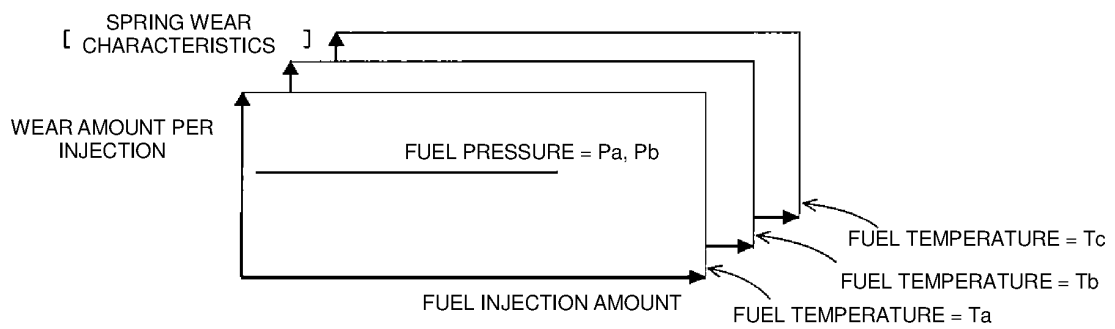 [ SPRING WEAR
CHARACTERISTICS ]
WEAR AMOUNT PER
INJECTION
FUEL PRESSURE = Pa, Pb
FUEL TEMPERATURE = Tc
FUEL TEMPERATURE = Tb
FUEL INJECTION AMOUNT
FUEL TEMPERATURE = Ta